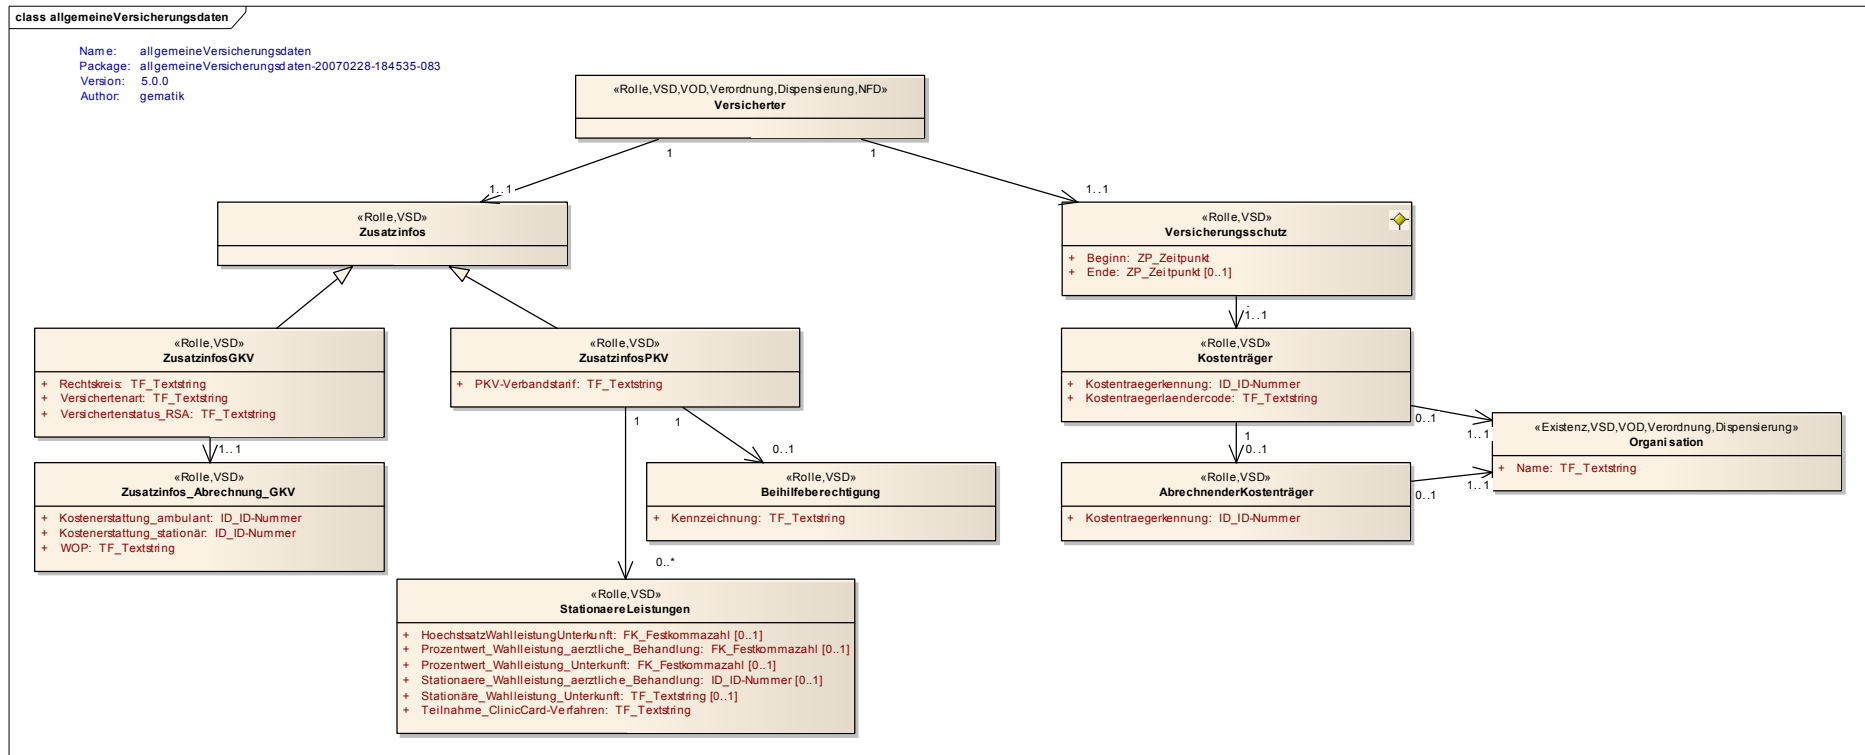 class allgemeineVersicherungsdaten
Name: allgemeineVersicherungsdaten
Package: allgemeineVersicherungsdaten-20070228-184535-083
Version: 5.0.0
Author: gematik
«Rolle,VSD,VOD,Verordnung,Dispensierung,NFD»
Versicherter
1
1
1..1
1..1
«Rolle,VSD»
Zusatzinfos
«Rolle,VSD»
Versicherungsschutz
+ Beginn: ZP_Zeitpunkt
+ Ende: ZP_Zeitpunkt [0..1]
1..1
«Rolle,VSD»
ZusatzinfosGKV
+ Rechtskreis: TF_Textstring
+ Versichertenart: TF_Textstring
+ Versichertenstatus_RSA: TF_Textstring
«Rolle,VSD»
ZusatzinfosPKV
+ PKV-Verbandstarif: TF_Textstring
«Rolle,VSD»
Kostenträger
+ Kostentraegerkennung: ID_ID-Nummer
+ Kostentraegerlaendercode: TF_Textstring
0..1
1..1
1..1
1
1
0..1
1
0..1
«Existenz,VSD,VOD,Verordnung,Dispensierung»
Organisation
+ Name: TF_Textstring
«Rolle,VSD»
Zusatzinfos_Abrechnung_GKV
+ Kostenerstattung_ambulant: ID_ID-Nummer
+ Kostenerstattung_stationär: ID_ID-Nummer
+ WOP: TF_Textstring
«Rolle,VSD»
Beihilfeberechtigung
+ Kennzeichnung: TF_Textstring
«Rolle,VSD»
AbrechnenderKostenträger
+ Kostentraegerkennung: ID_ID-Nummer
0..1
1..1
0..*
«Rolle,VSD»
StationaereLeistungen
+ HoechstsatzWahlleistungUnterkunft: FK_Festkommazahl [0..1]
+ Prozentwert_Wahlleistung_aerztliche_Behandlung: FK_Festkommazahl [0..1]
+ Prozentwert_Wahlleistung_Unterkunft: FK_Festkommazahl [0..1]
+ Stationaere_Wahlleistung_aerztliche_Behandlung: ID_ID-Nummer [0..1]
+ Stationäre_Wahlleistung_Unterkunft: TF_Textstring [0..1]
+ Teilnahme_ClinicCard-Verfahren: TF_Textstring